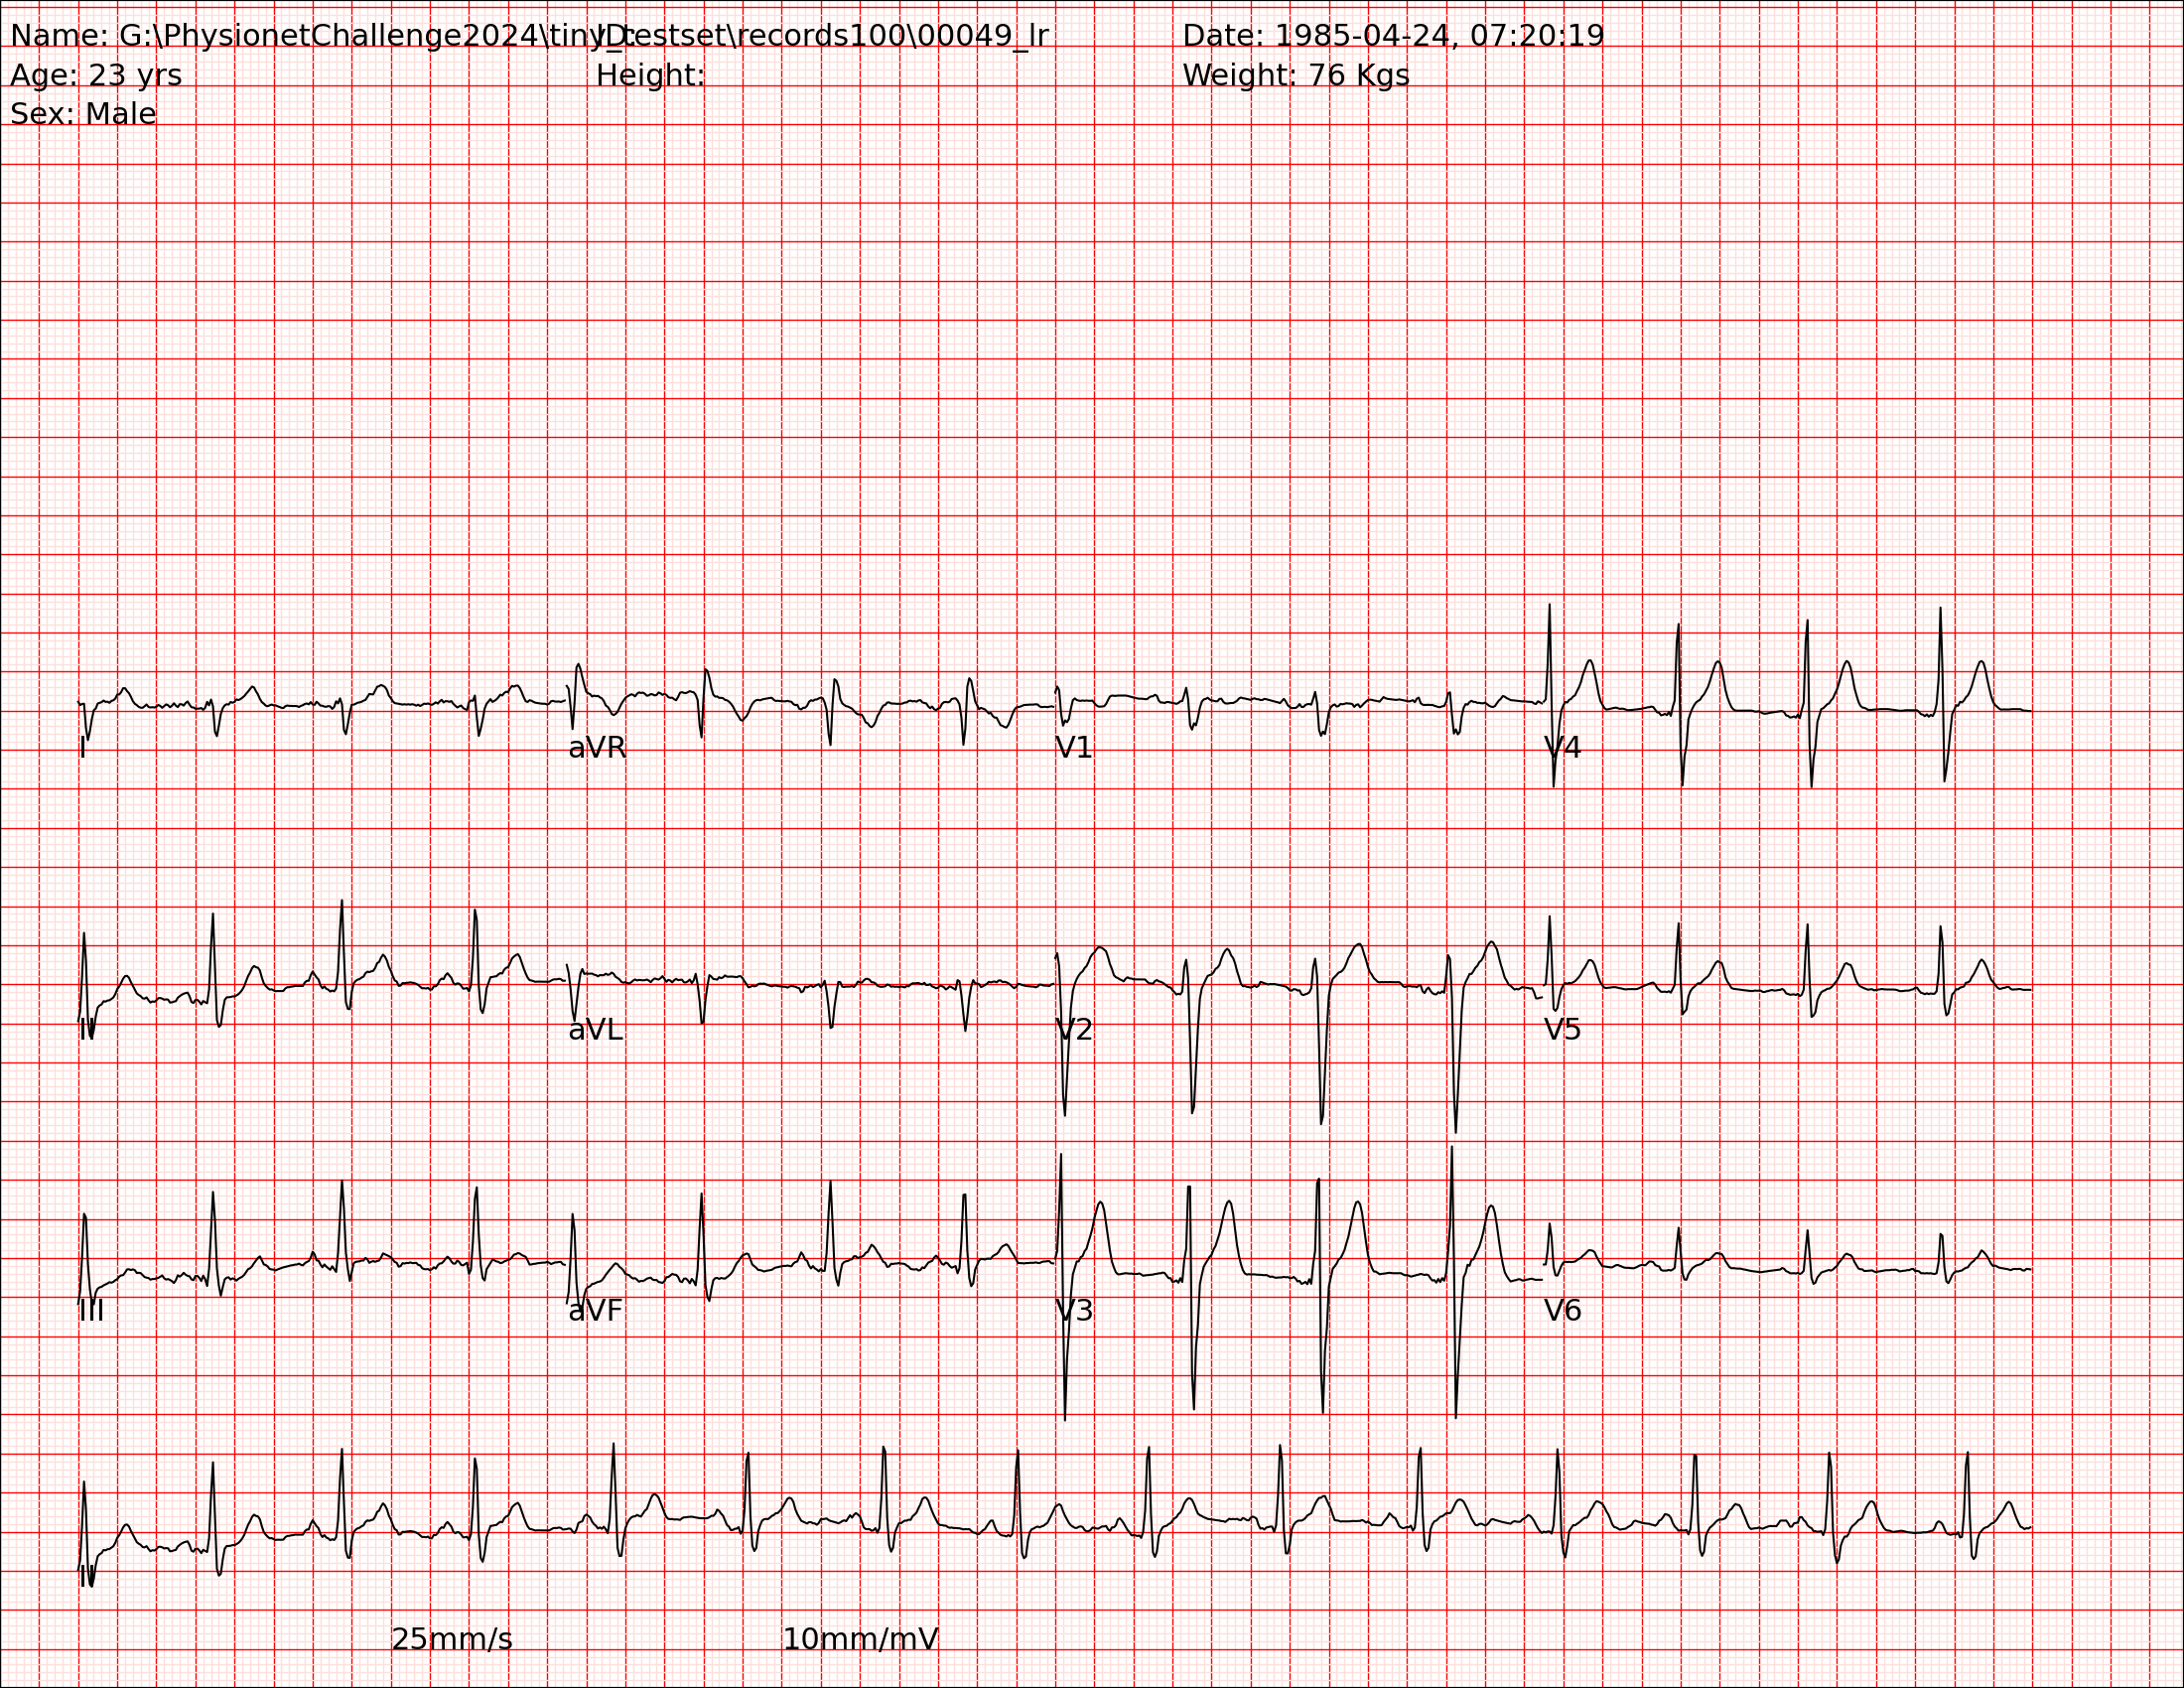 Name: G:\PhysionetChallenge2024\tiny_testset\records100\00049_lr ID: Date: 1985-04-24, 07:20:19
Age: 23 yrs Height: Weight: 76 Kgs
Sex: Male
I aVR V1 V4
II aVL V2 V5
III aVF V3 V6
II
25mm/s 10mm/mV